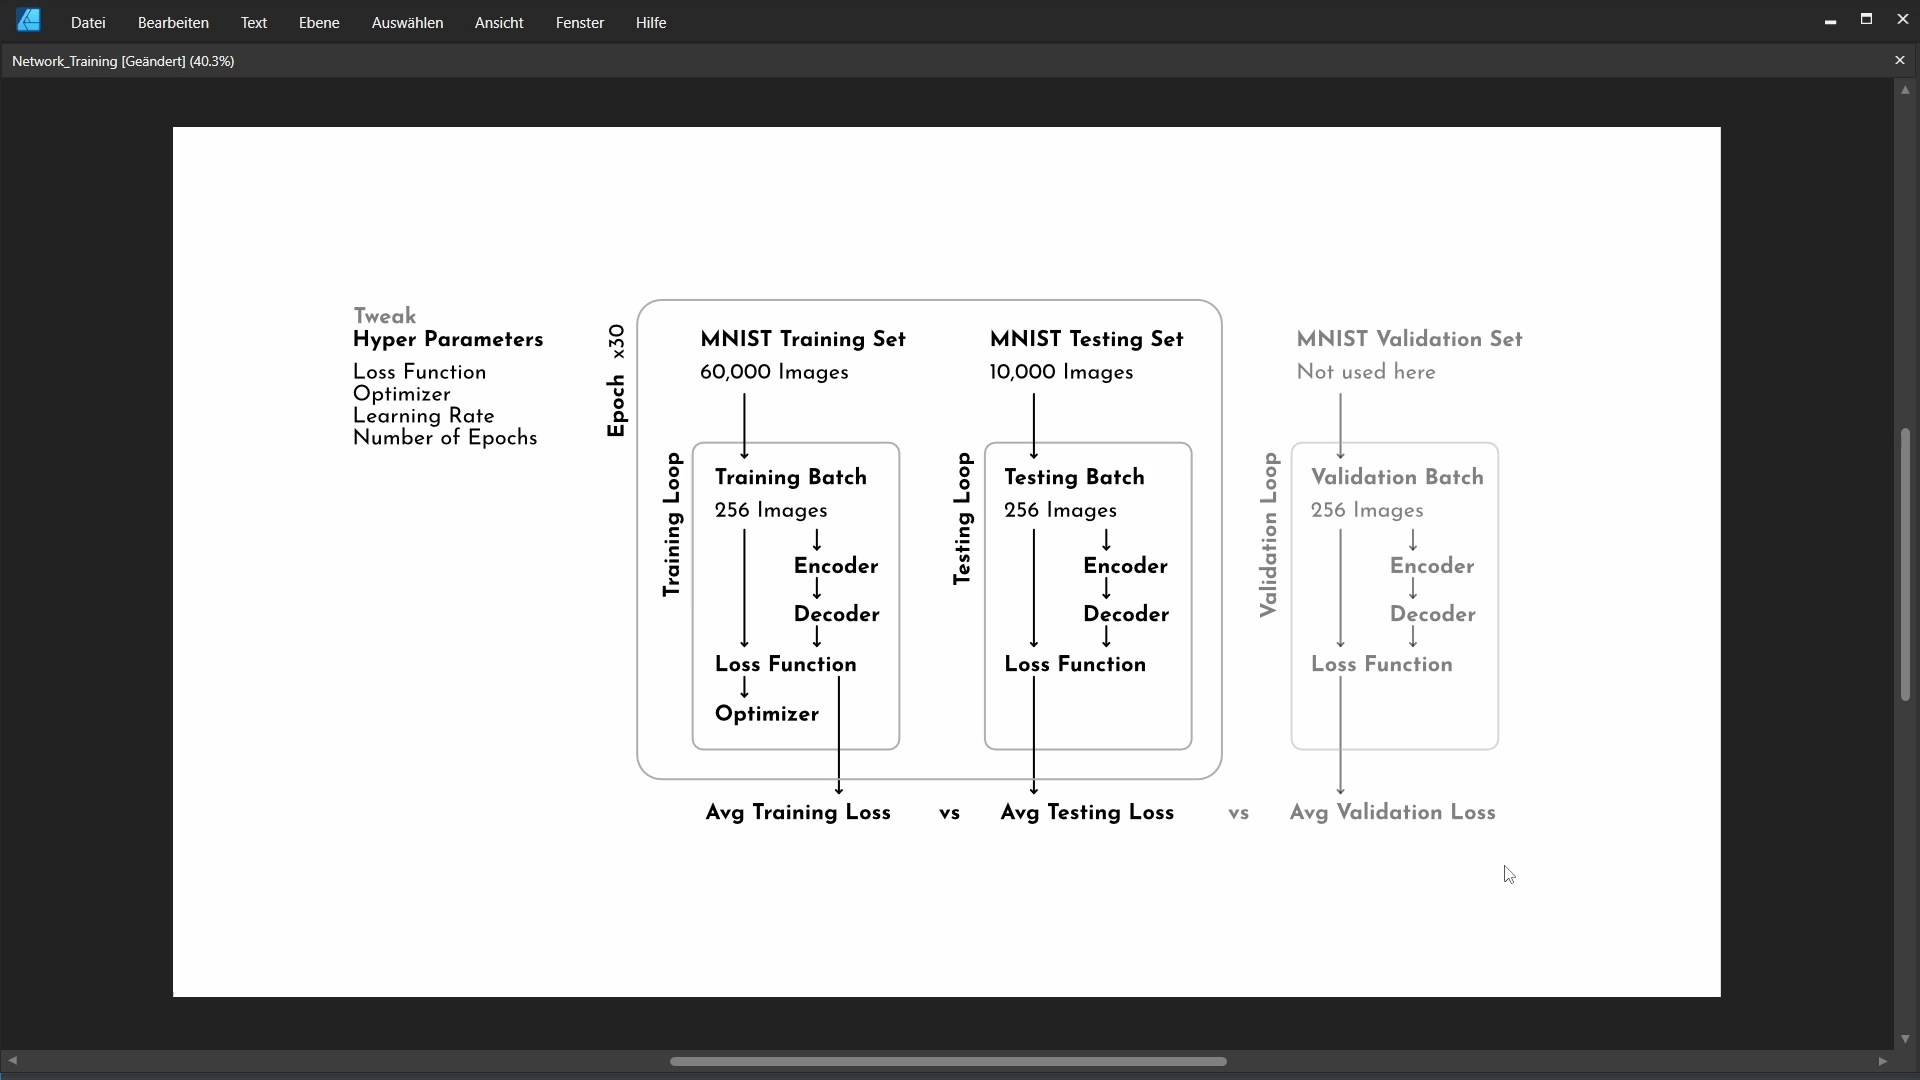 Datei
Bearbeiten
Text
Ebene
Auswählen
Ansicht
Fenster
Hilfe
Network_Training [Geändert] (40.3%)
Tweak
Hyper Parameters
Loss Function
Optimizer
Learning Rate
Number of Epochs
Epoch x30
MNIST Training Set
60,000 Images
Training Loop
Training Batch
256 Images
Encoder
Decoder
Loss Function
Optimizer
MNIST Testing Set
10,000 Images
Testing Loop
Testing Batch
256 Images
Encoder
Decoder
Loss Function
MNIST Validation Set
Not used here
Validation Loop
Validation Batch
256 Images
Encoder
Decoder
Loss Function
Avg Training Loss vs Avg Testing Loss vs Avg Validation Loss